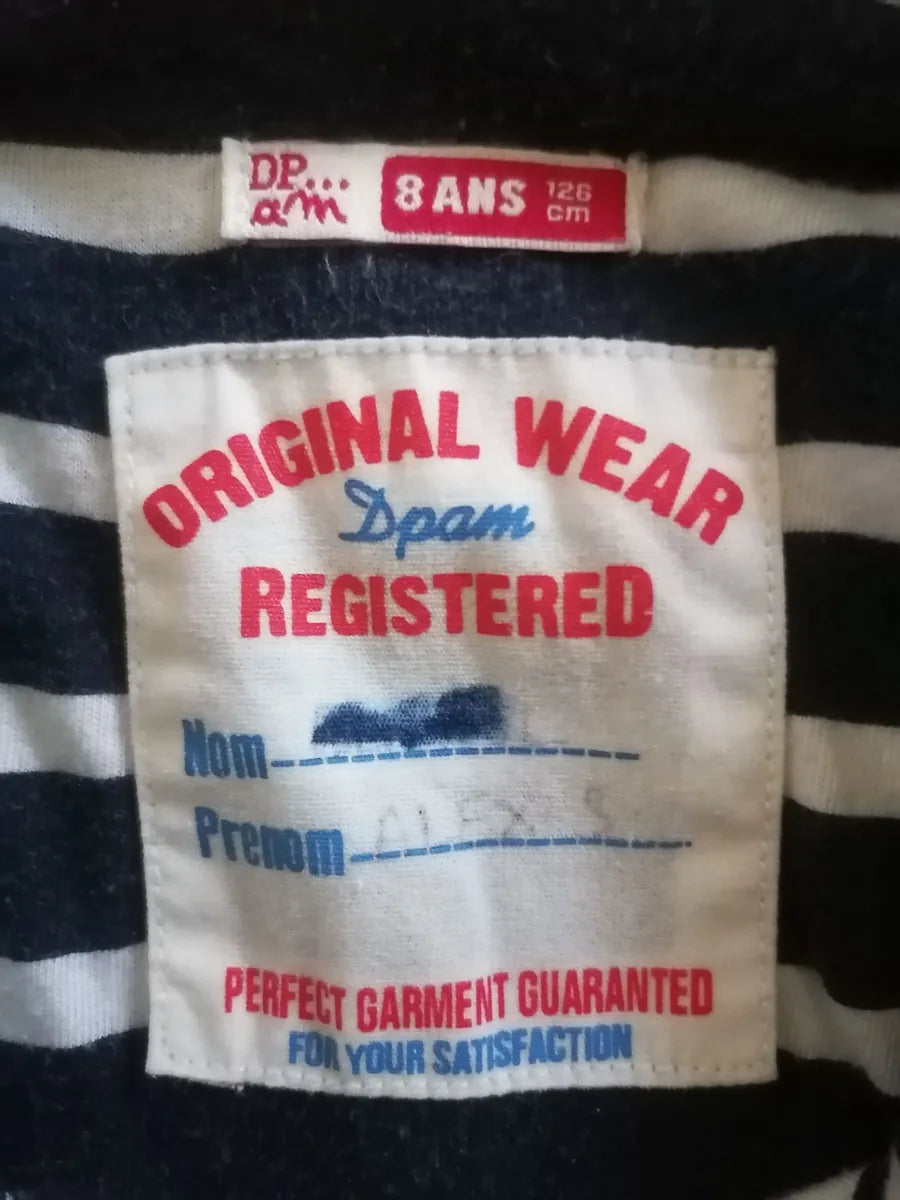 DP...
am
8 ANS
126
cm
ORIGINAL WEAR
Dpam
REGISTERED
Nom
Prenom
PERFECT GARMENT GUARANTED
FOR YOUR SATISFACTION